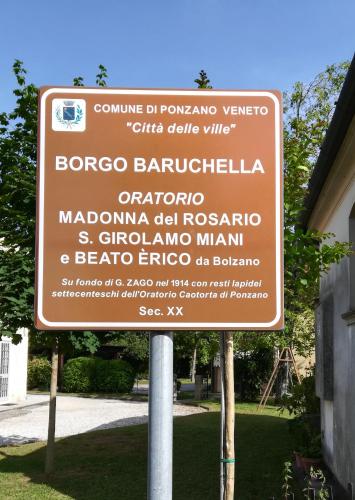 COMUNE DI PONZANO VENETO
"Città delle ville"
BORGO BARUCHELLA
ORATORIO
MADONNA del ROSARIO
S. GIROLAMO MIANI
e BEATO ÈRICO da Bolzano
Su fondo di G. ZAGO nel 1914 con resti lapidei
settecenteschi dell'Oratorio Caotorta di Ponzano
Sec. XX